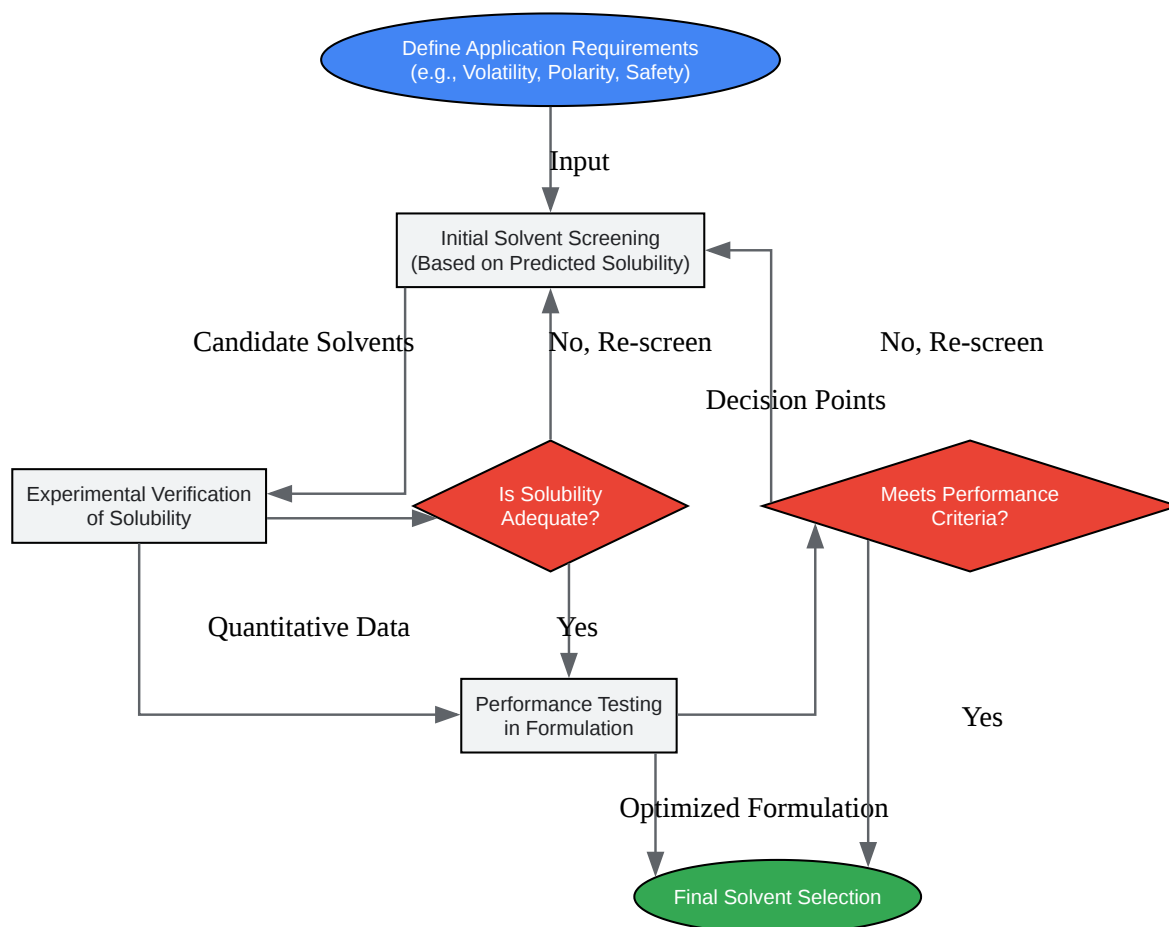 Define Application Requirements
(e.g., Volatility, Polarity, Safety)
Input
Initial Solvent Screening
(Based on Predicted Solubility)
Candidate Solvents
No, Re-screen
No, Re-screen
Decision Points
Experimental Verification
of Solubility
Is Solubility
Adequate?
Meets Performance
Criteria?
Quantitative Data
Yes
Performance Testing
in Formulation
Yes
Optimized Formulation
Final Solvent Selection